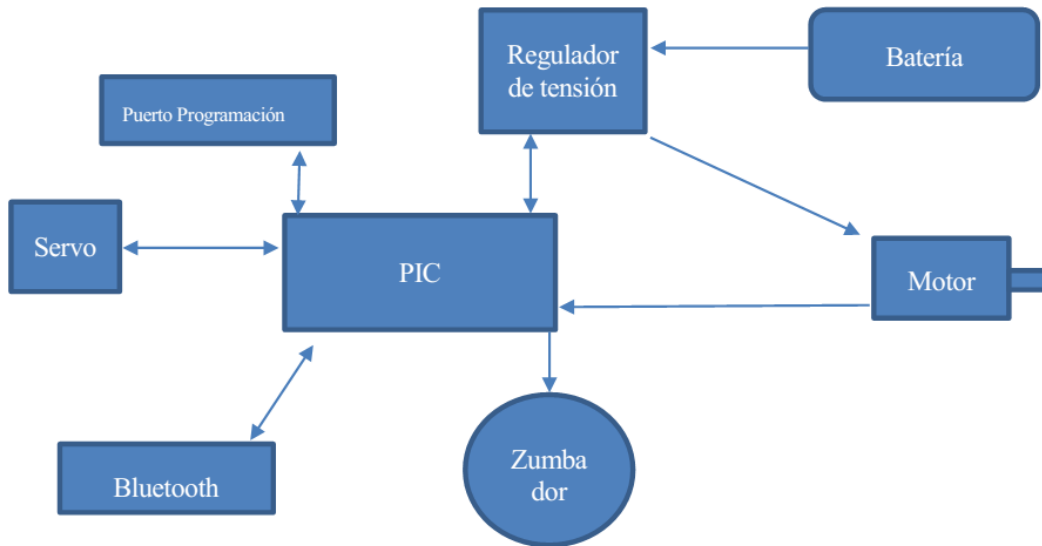 Regulador
de tensión
Batería
Puerto Programación
Servo
PIC
Motor
Bluetooth
Zumba
dor